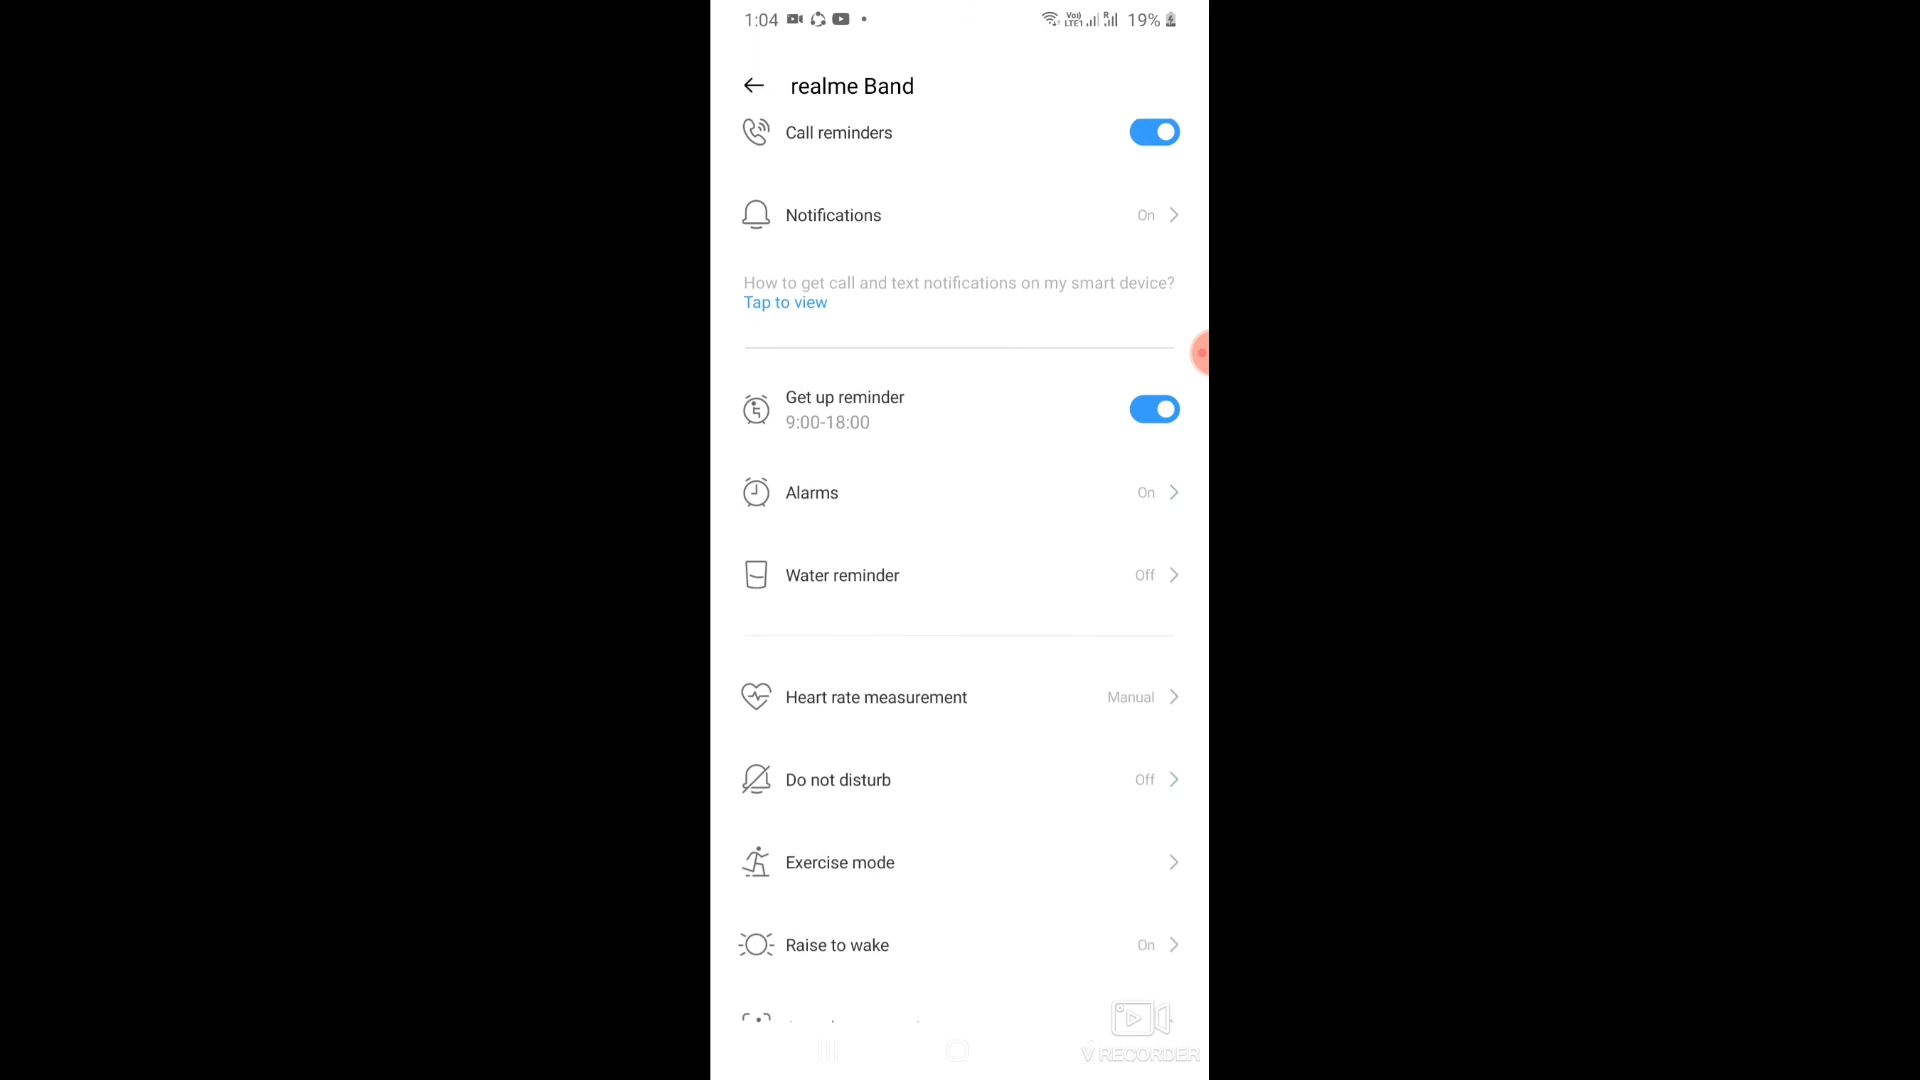 1:04
Vo)) LTE1 R 19%
realme Band
Call reminders
Notifications On
How to get call and text notifications on my smart device?
Tap to view
Get up reminder
9:00-18:00
Alarms On
Water reminder Off
Heart rate measurement Manual
Do not disturb Off
Exercise mode
Raise to wake On
V RECORDER